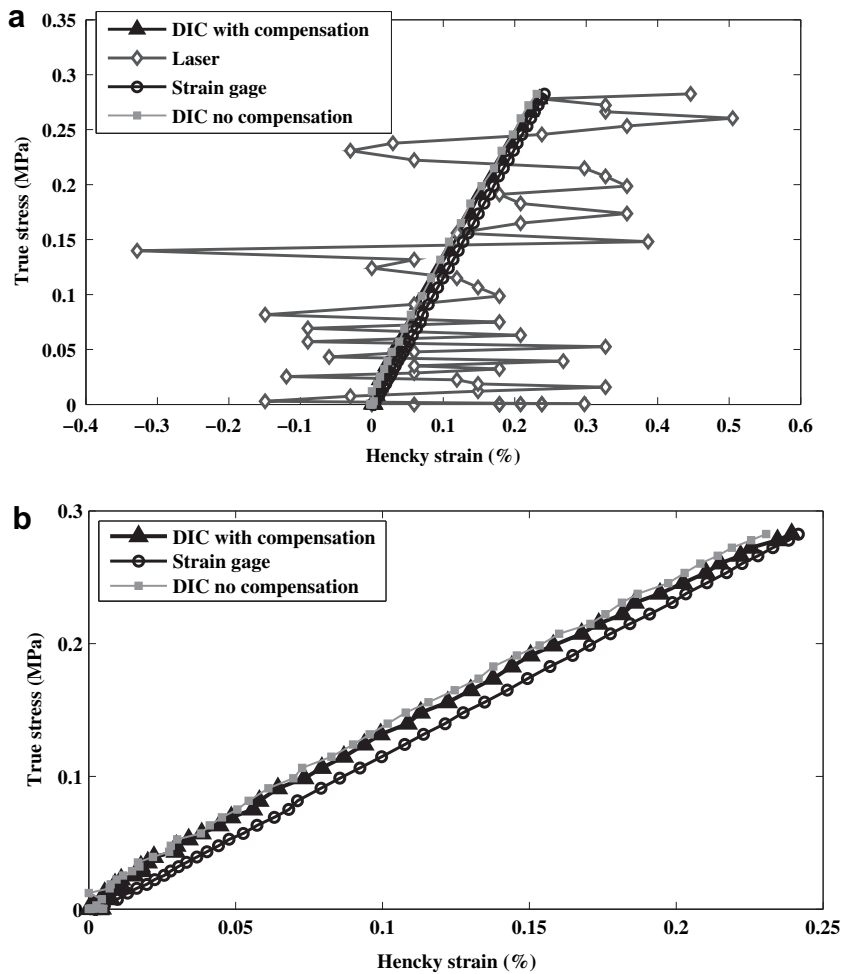 a
0.35
0.3
0.25
0.2
0.15
0.1
0.05
0
True stress (MPa)
DIC with compensation
Laser
Strain gage
DIC no compensation
−0.4 −0.3 −0.2 −0.1 0 0.1 0.2 0.3 0.4 0.5 0.6
Hencky strain (%)
b
0.3
0.2
0.1
0
True stress (MPa)
DIC with compensation
Strain gage
DIC no compensation
0 0.05 0.1 0.15 0.2 0.25
Hencky strain (%)